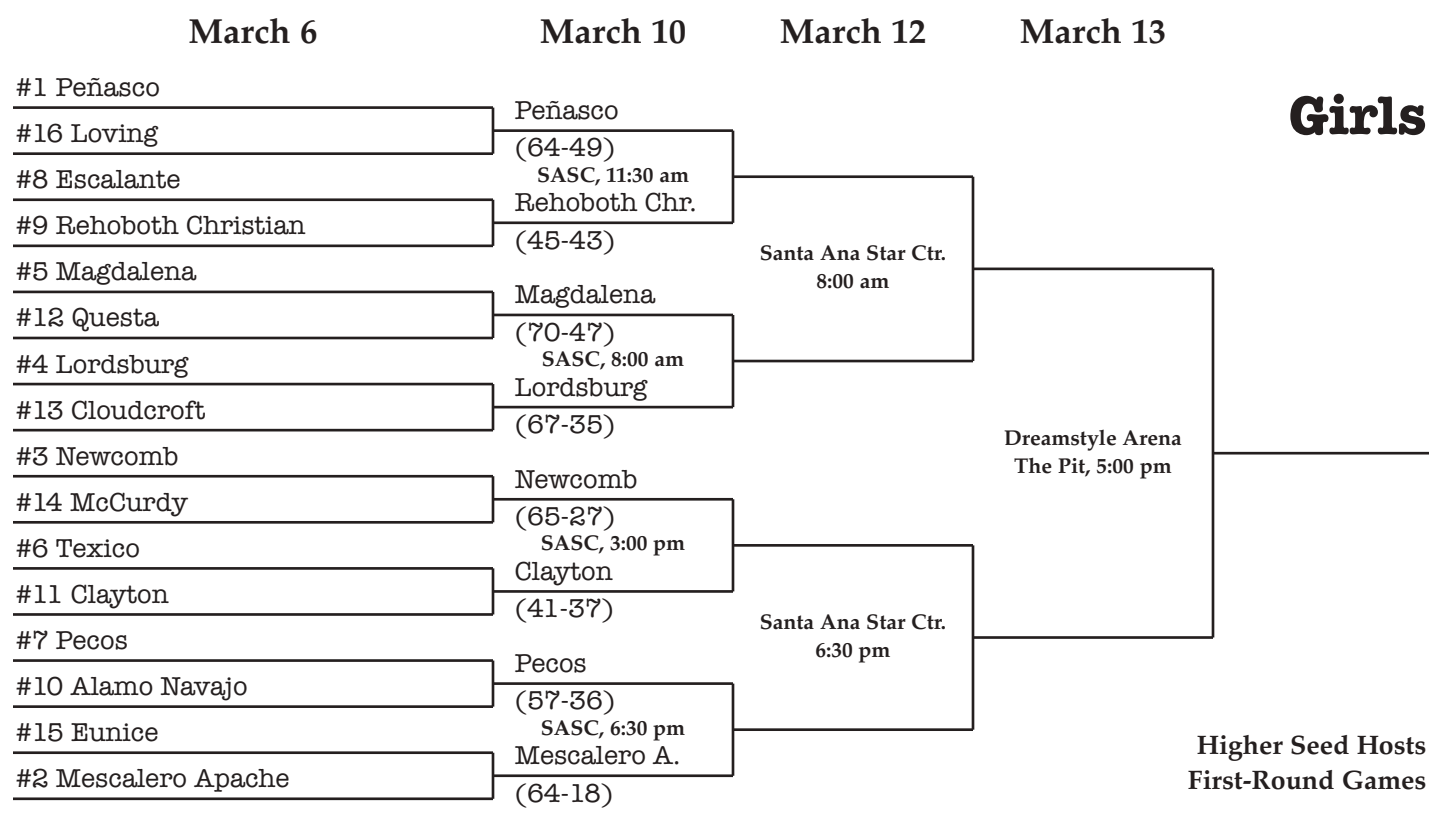 March 6
March 10
March 12
March 13
Girls
#1 Peñasco
#16 Loving
#8 Escalante
#9 Rehoboth Christian
#5 Magdalena
#12 Questa
#4 Lordsburg
#13 Cloudcroft
#3 Newcomb
#14 McCurdy
#6 Texico
#11 Clayton
#7 Pecos
#10 Alamo Navajo
#15 Eunice
#2 Mescalero Apache
Peñasco
(64-49)
SASC, 11:30 am
Rehoboth Chr.
(45-43)
Magdalena
(70-47)
SASC, 8:00 am
Lordsburg
(67-35)
Newcomb
(65-27)
SASC, 3:00 pm
Clayton
(41-37)
Pecos
(57-36)
SASC, 6:30 pm
Mescalero A.
(64-18)
Santa Ana Star Ctr.
8:00 am
Santa Ana Star Ctr.
6:30 pm
Dreamstyle Arena
The Pit, 5:00 pm
Higher Seed Hosts
First-Round Games